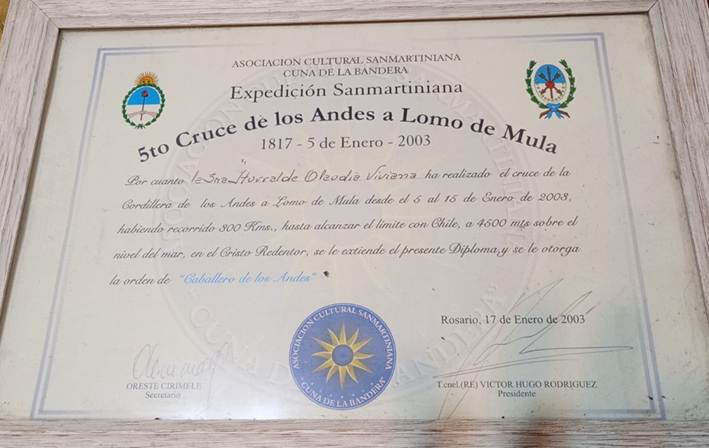 ASOCIACION CULTURAL SANMARTINIANA
CUNA DE LA BANDERA
Expedición Sanmartiniana
5to Cruce de los Andes a Lomo de Mula
1817 - 5 de Enero - 2003
Por cuanto la Sra Iturralde Claudia Viviana ha realizado el cruce de la
Cordillera de los Andes a Lomo de Mula desde el 5 al 15 de Enero de 2003,
habiendo recorrido 300 Kms., hasta alcanzar el límite con Chile, a 4500 mts sobre el
nivel del mar, en el Cristo Redentor, se le extiende el presente Diploma,y se le otorga
la orden de "Caballero de los Andes"
Rosario, 17 de Enero de 2003
ASOCIACION CULTURAL SANMARTINIANA
"CUNA DE LA BANDERA"
ORESTE CIRIMELE
Secretario
T.cnel.(RE) VICTOR HUGO RODRIGUEZ
Presidente